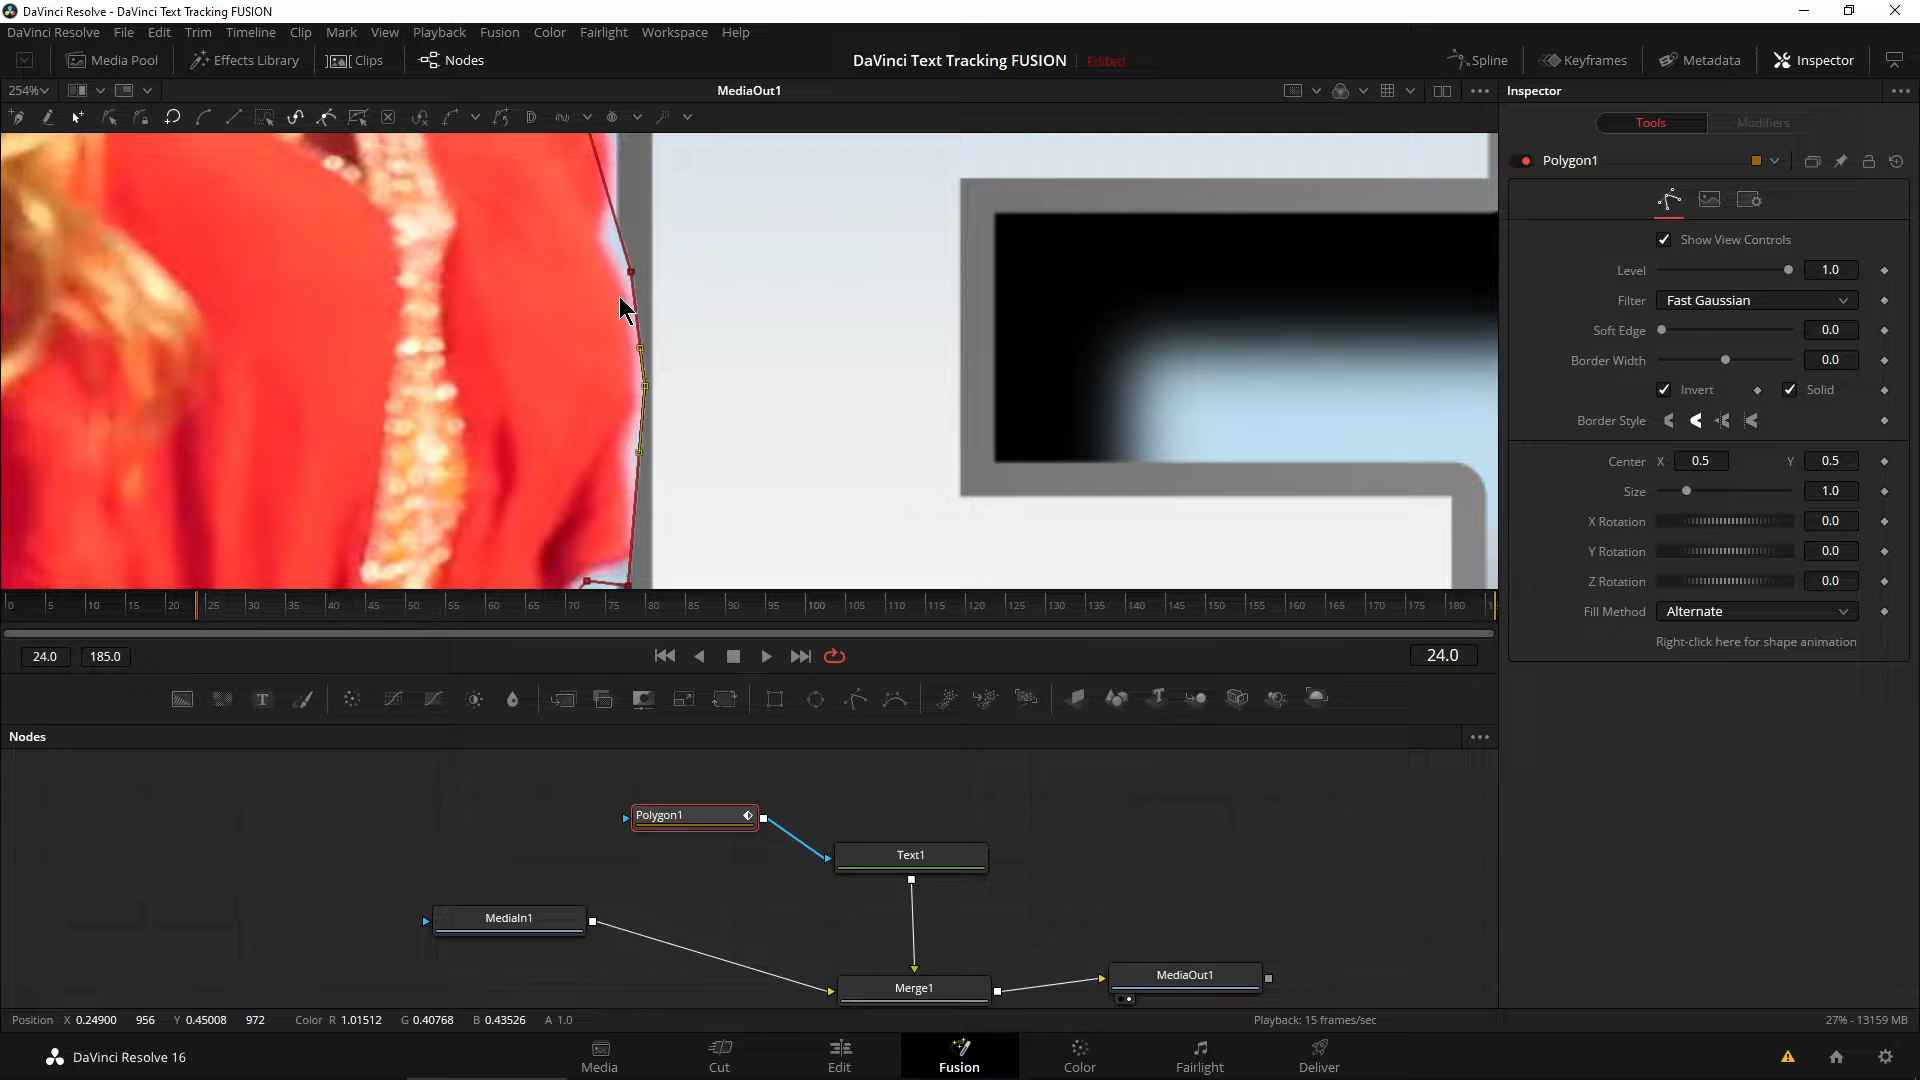 DaVinci Resolve - DaVinci Text Tracking FUSION
DaVinci Resolve File Edit Trim Timeline Clip Mark View Playback Fusion Color Fairlight Workspace Help
Media Pool Effects Library Clips Nodes DaVinci Text Tracking FUSION Edited Spline Keyframes Metadata Inspector
254% MediaOut1 Inspector
Tools Modifiers
Polygon1
Show View Controls
Level 1.0
Filter Fast Gaussian
Soft Edge 0.0
Border Width 0.0
Invert Solid
Border Style
Center X 0.5 Y 0.5
Size 1.0
X Rotation 0.0
Y Rotation 0.0
Z Rotation 0.0
Fill Method Alternate
Right-click here for shape animation
0 5 10 15 20 25 30 35 40 45 50 55 60 65 70 75 80 85 90 95 100 105 110 115 120 125 130 135 140 145 150 155 160 165 170 175 180
24.0 185.0 24.0
Nodes
Polygon1
Text1
MediaIn1
Merge1
MediaOut1
Position X 0.24900 956 Y 0.45008 972 Color R 1.01512 G 0.40768 B 0.43526 A 1.0 Playback: 15 frames/sec 27% - 13159 MB
DaVinci Resolve 16 Media Cut Edit Fusion Color Fairlight Deliver